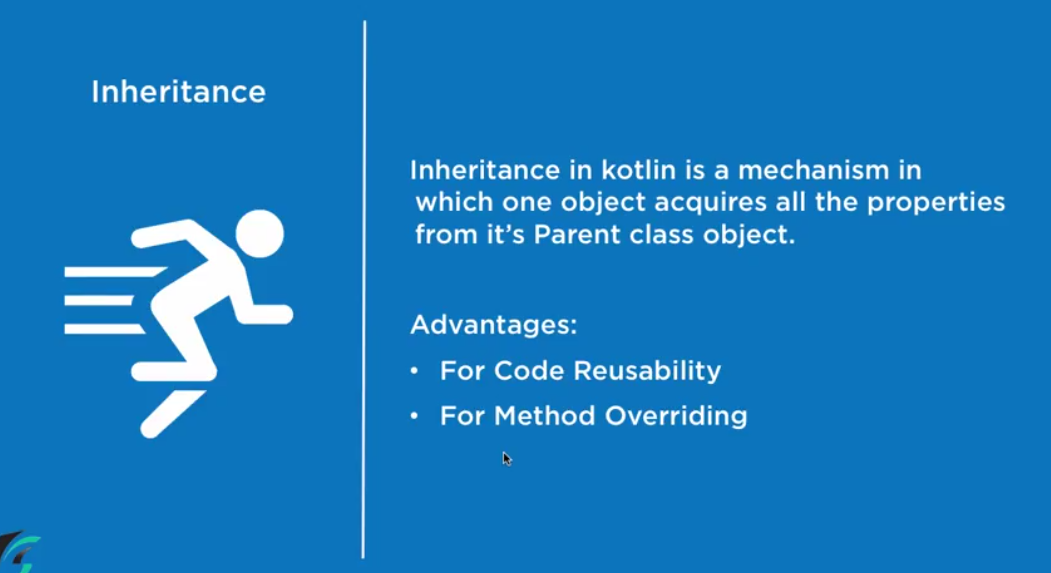 Inheritance
Inheritance in kotlin is a mechanism in
which one object acquires all the properties
from it’s Parent class object.
Advantages:
• For Code Reusability
• For Method Overriding